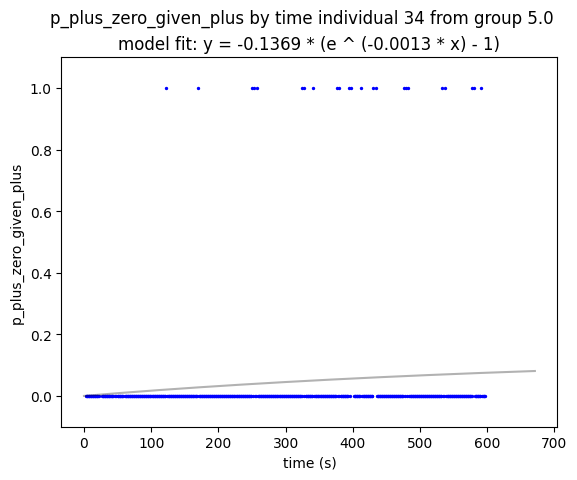 p_plus_zero_given_plus by time individual 34 from group 5.0
model fit: y = -0.1369 * (e ^ (-0.0013 * x) - 1)
1.0
0.8
0.6
0.4
0.2
0.0
p_plus_zero_given_plus
0 100 200 300 400 500 600 700
time (s)